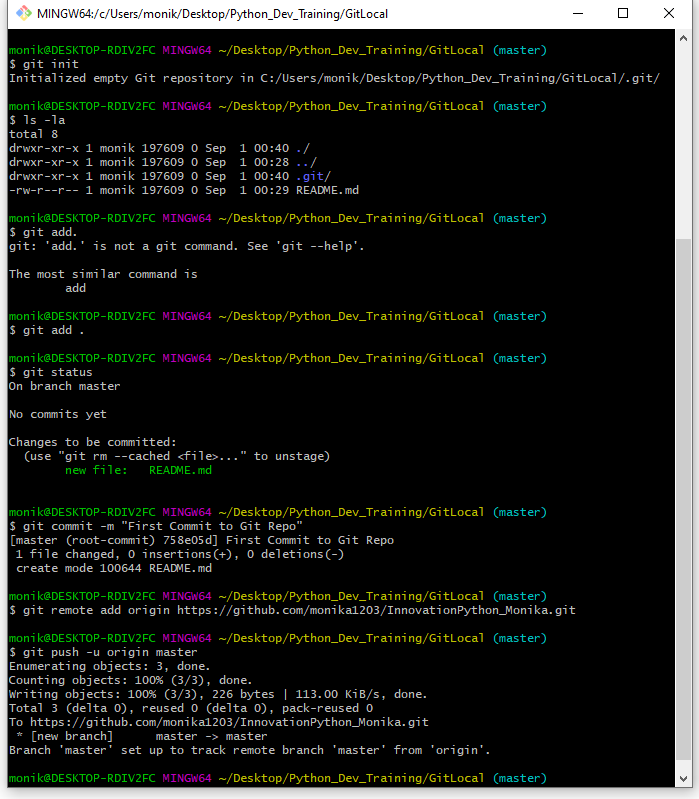 MINGW64:/c/Users/monik/Desktop/Python_Dev_Training/GitLocal
monik@DESKTOP-RDIV2FC MINGW64 ~/Desktop/Python_Dev_Training/GitLocal (master)
$ git init
Initialized empty Git repository in C:/Users/monik/Desktop/Python_Dev_Training/GitLocal/.git/
monik@DESKTOP-RDIV2FC MINGW64 ~/Desktop/Python_Dev_Training/GitLocal (master)
$ ls -la
total 8
drwxr-xr-x 1 monik 197609 0 Sep  1 00:40 ./
drwxr-xr-x 1 monik 197609 0 Sep  1 00:28 ../
drwxr-xr-x 1 monik 197609 0 Sep  1 00:40 .git/
-rw-r--r-- 1 monik 197609 0 Sep  1 00:29 README.md
monik@DESKTOP-RDIV2FC MINGW64 ~/Desktop/Python_Dev_Training/GitLocal (master)
$ git add.
git: 'add.' is not a git command. See 'git --help'.
The most similar command is
        add
monik@DESKTOP-RDIV2FC MINGW64 ~/Desktop/Python_Dev_Training/GitLocal (master)
$ git add .
monik@DESKTOP-RDIV2FC MINGW64 ~/Desktop/Python_Dev_Training/GitLocal (master)
$ git status
On branch master
No commits yet
Changes to be committed:
  (use "git rm --cached <file>..." to unstage)
        new file:   README.md
monik@DESKTOP-RDIV2FC MINGW64 ~/Desktop/Python_Dev_Training/GitLocal (master)
$ git commit -m "First Commit to Git Repo"
[master (root-commit) 758e05d] First Commit to Git Repo
 1 file changed, 0 insertions(+), 0 deletions(-)
 create mode 100644 README.md
monik@DESKTOP-RDIV2FC MINGW64 ~/Desktop/Python_Dev_Training/GitLocal (master)
$ git remote add origin https://github.com/monika1203/InnovationPython_Monika.git
monik@DESKTOP-RDIV2FC MINGW64 ~/Desktop/Python_Dev_Training/GitLocal (master)
$ git push -u origin master
Enumerating objects: 3, done.
Counting objects: 100% (3/3), done.
Writing objects: 100% (3/3), 226 bytes | 113.00 KiB/s, done.
Total 3 (delta 0), reused 0 (delta 0), pack-reused 0
To https://github.com/monika1203/InnovationPython_Monika.git
 * [new branch]      master -> master
Branch 'master' set up to track remote branch 'master' from 'origin'.
monik@DESKTOP-RDIV2FC MINGW64 ~/Desktop/Python_Dev_Training/GitLocal (master)